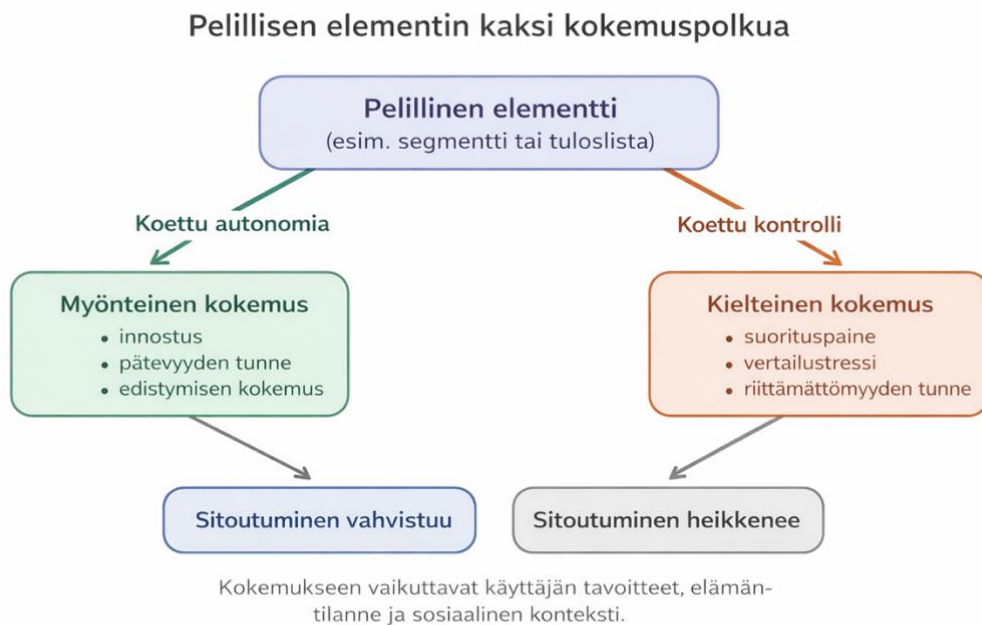 Pelillisen elementin kaksi kokemuspolkua
Pelillinen elementti
(esim. segmentti tai tuloslista)
Koettu autonomia
Koettu kontrolli
Myönteinen kokemus
• innostus
• pätevyyden tunne
• edistymisen kokemus
Kielteinen kokemus
• suorituspaine
• vertailustressi
• riittämättömyyden tunne
Sitoutuminen vahvistuu
Sitoutuminen heikkenee
Kokemukseen vaikuttavat käyttäjän tavoitteet, elämän-
tilanne ja sosiaalinen konteksti.